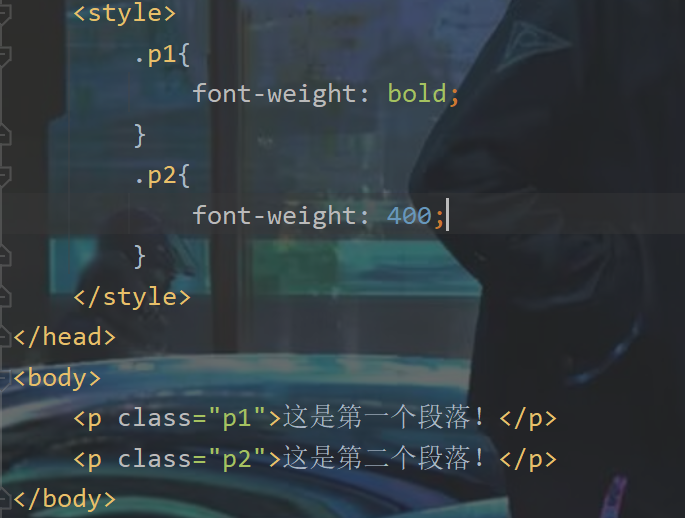 <style>
.p1{
font-weight: bold;
}
.p2{
font-weight: 400;
}
</style>
</head>
<body>
<p class="p1">这是第一个段落！</p>
<p class="p2">这是第二个段落！</p>
</body>